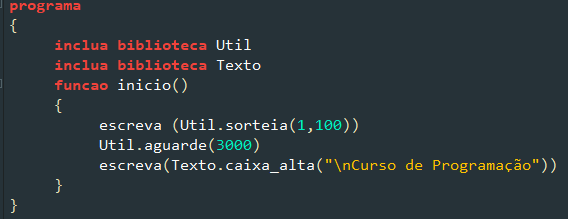 programa
{
inclua biblioteca Util
inclua biblioteca Texto
funcao inicio()
{
escreva (Util.sorteia(1,100))
Util.aguarde(3000)
escreva(Texto.caixa_alta("\nCurso de Programação"))
}
}